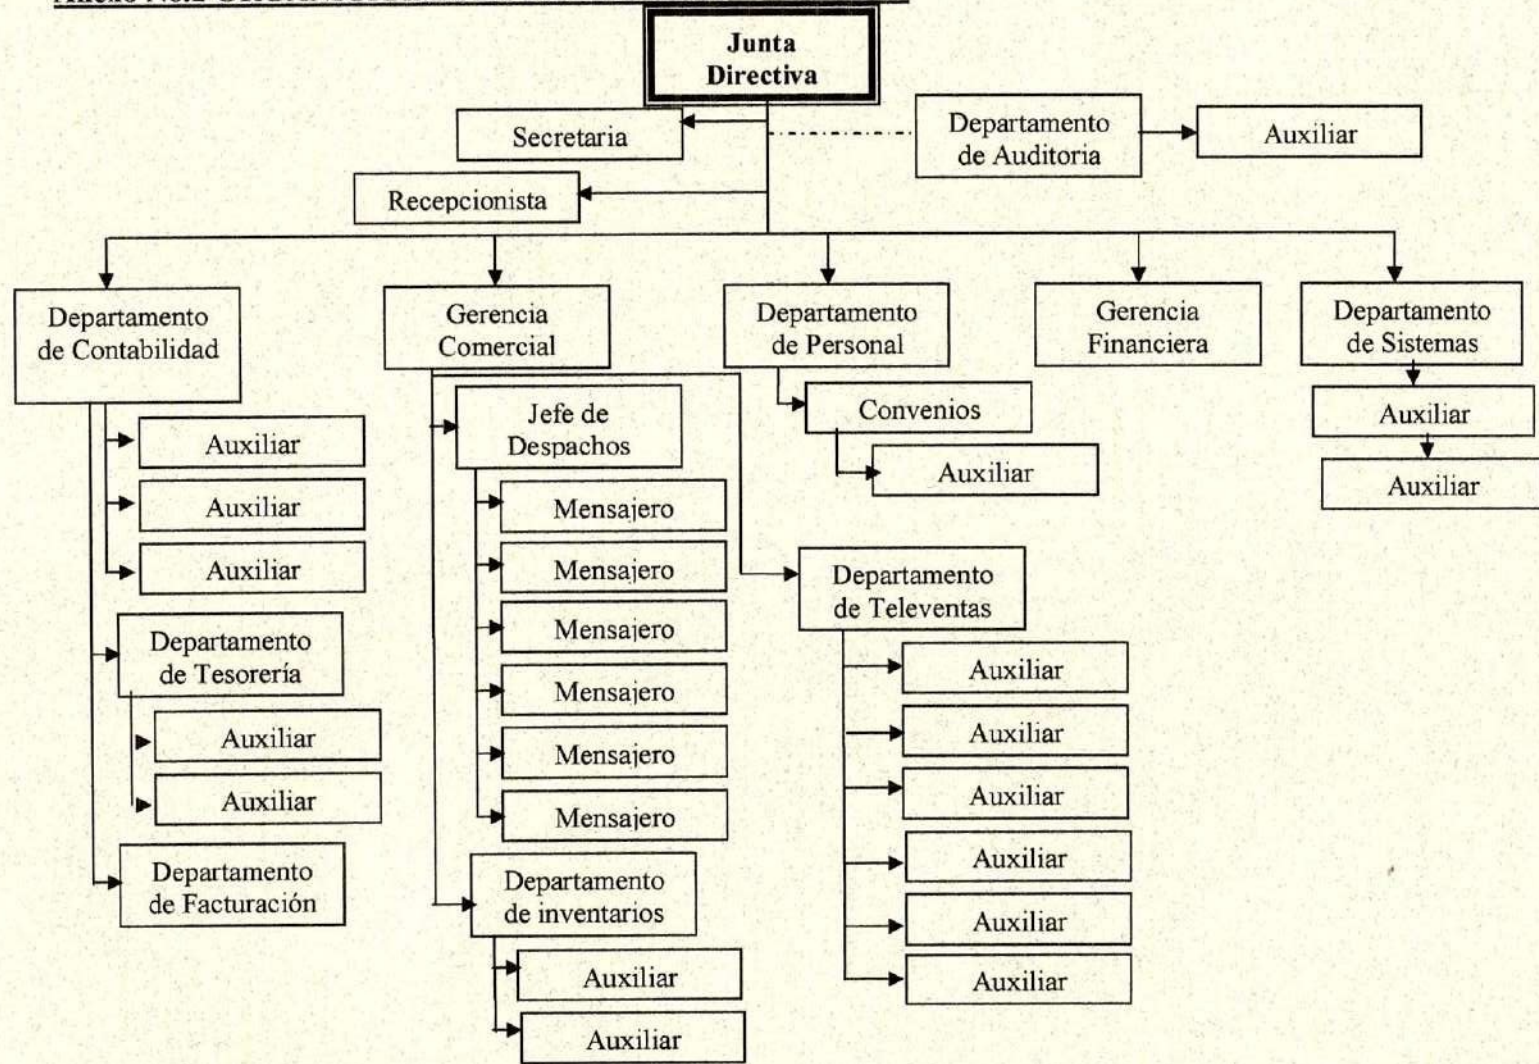 Anexo No.2
Junta
Directiva
Secretaria
Departamento
de Auditoria
Auxiliar
Recepcionista
Departamento
de Contabilidad
Gerencia
Comercial
Departamento
de Personal
Gerencia
Financiera
Departamento
de Sistemas
Auxiliar
Auxiliar
Auxiliar
Departamento
de Tesorería
Auxiliar
Auxiliar
Departamento
de Facturación
Jefe de
Despachos
Mensajero
Mensajero
Mensajero
Mensajero
Mensajero
Mensajero
Departamento
de inventarios
Auxiliar
Auxiliar
Convenios
Auxiliar
Departamento
de Televentas
Auxiliar
Auxiliar
Auxiliar
Auxiliar
Auxiliar
Auxiliar
Auxiliar
Auxiliar